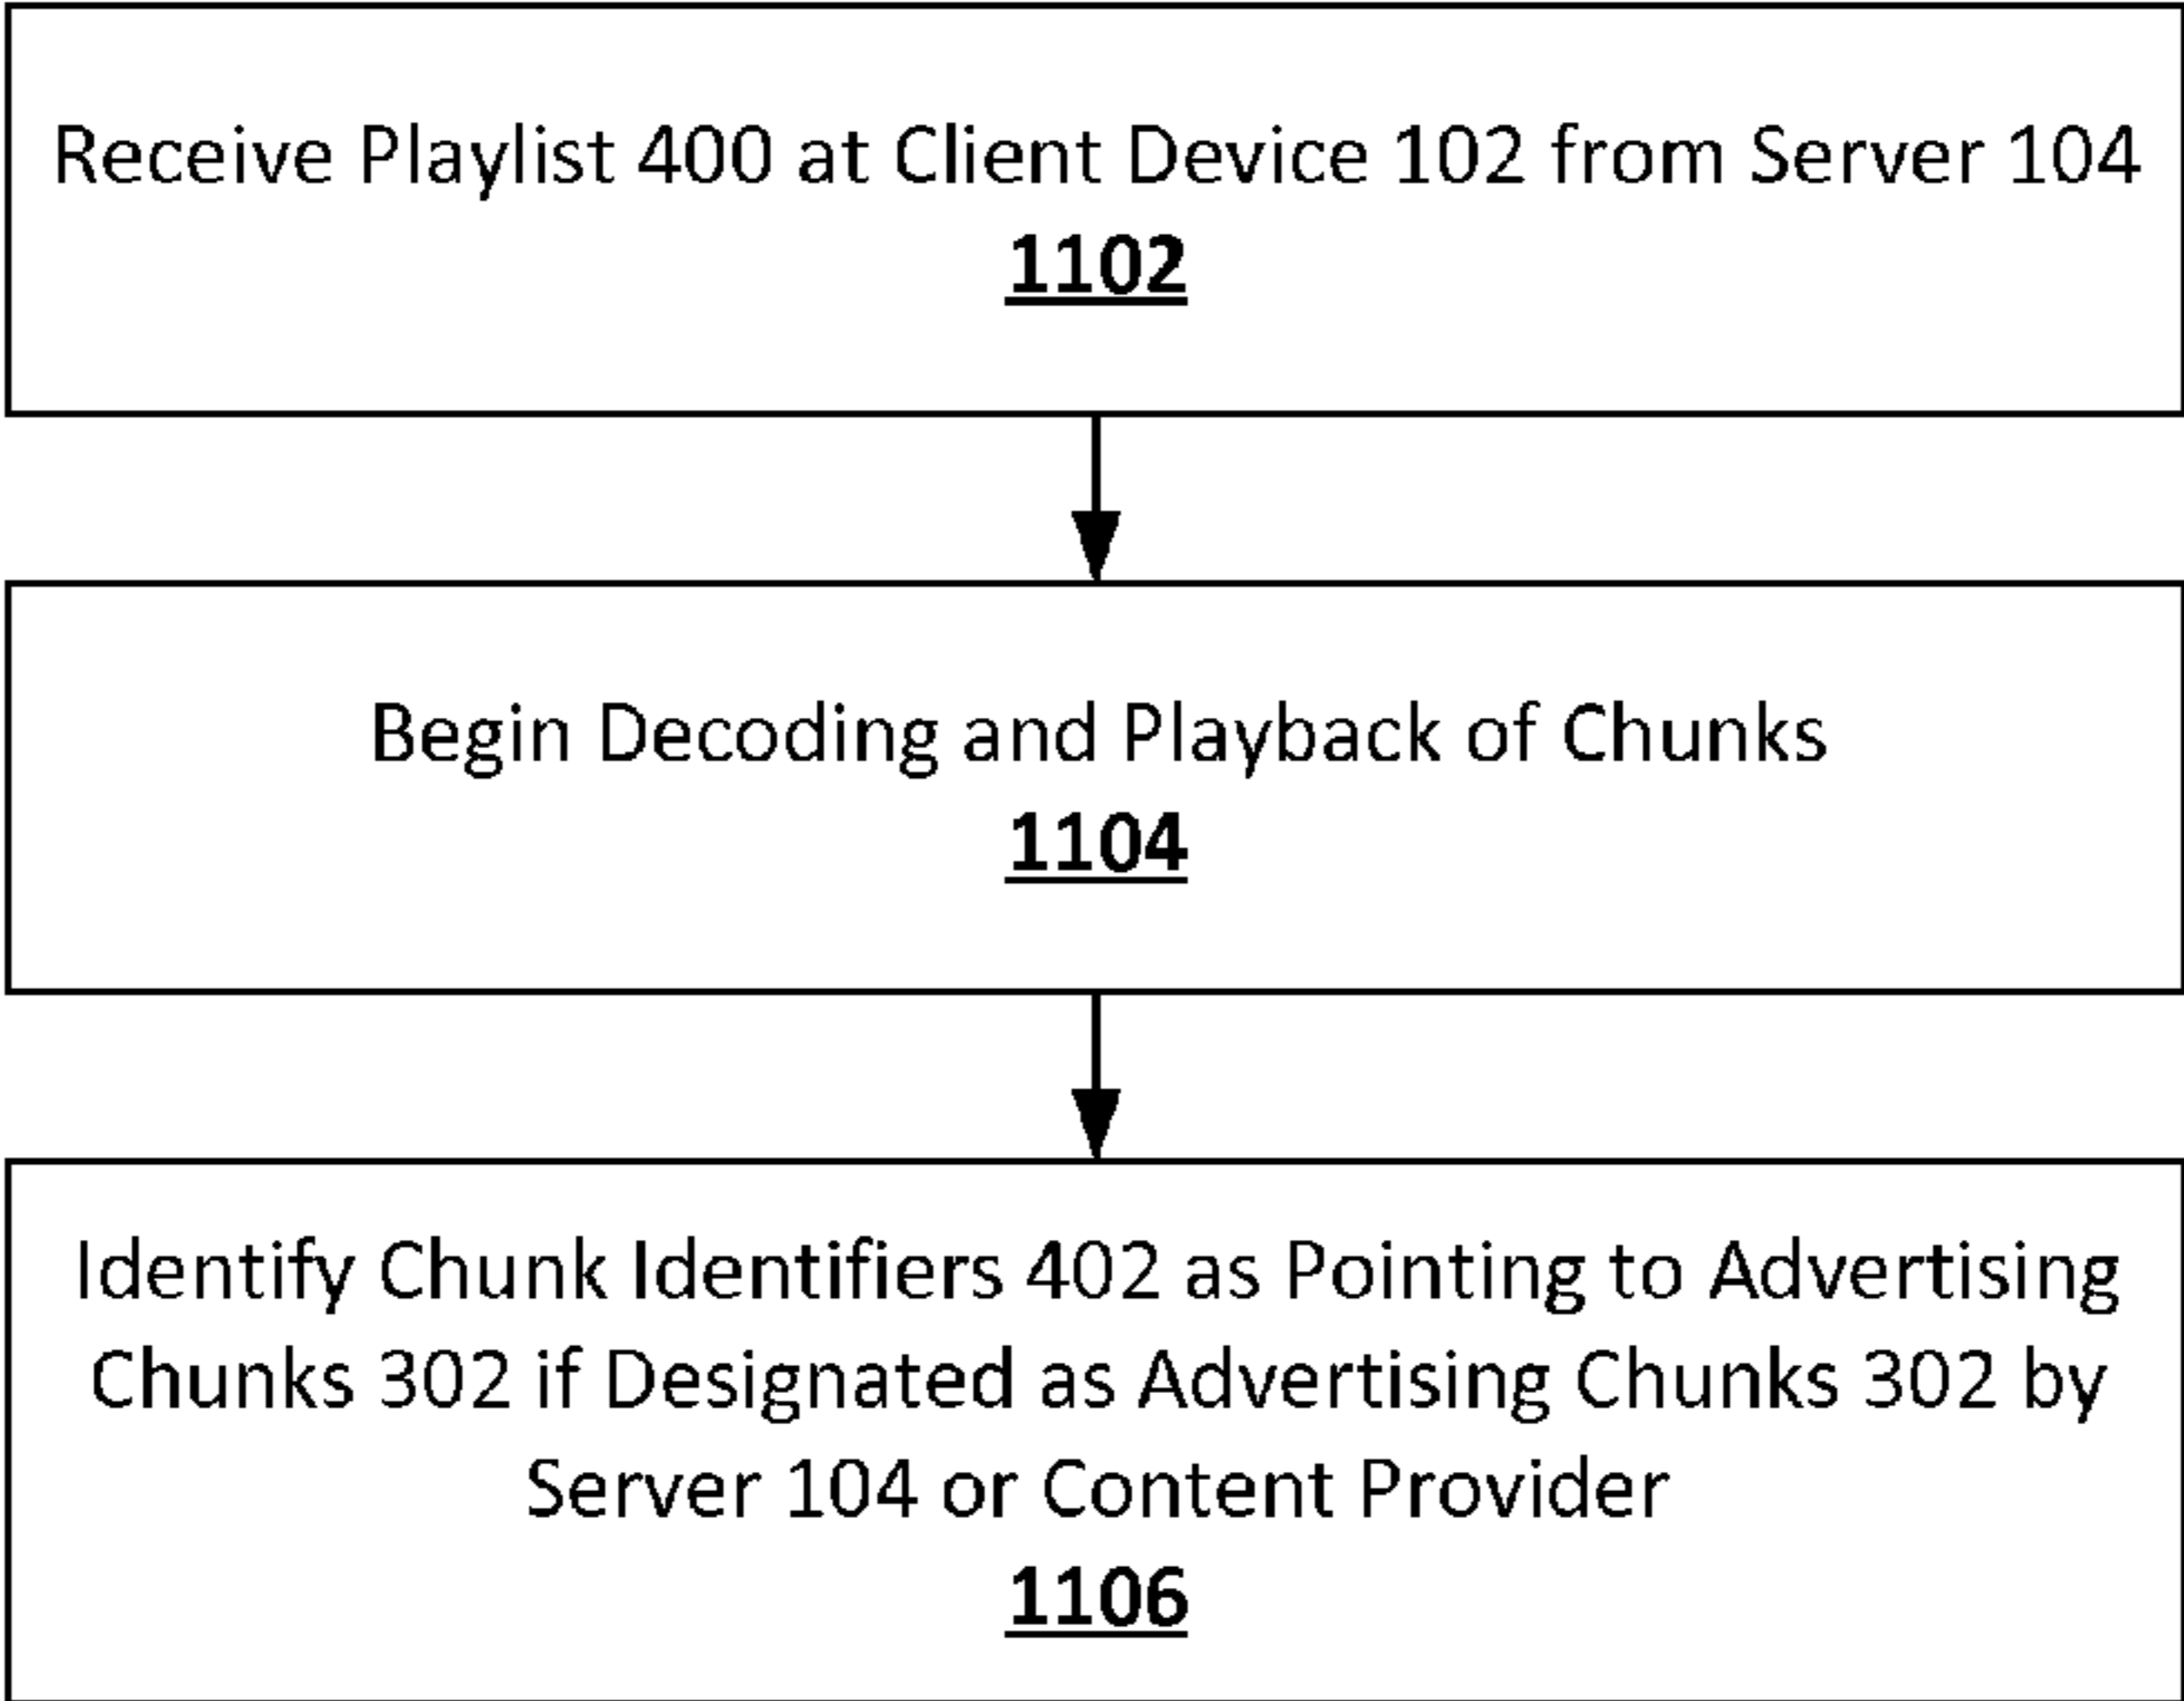 Receive Playlist 400 at Client Device 102 from Server 104
1102
Begin Decoding and Playback of Chunks
1104
Identify Chunk Identifiers 402 as Pointing to Advertising
Chunks 302 if Designated as Advertising Chunks 302 by
Server 104 or Content Provider
1106